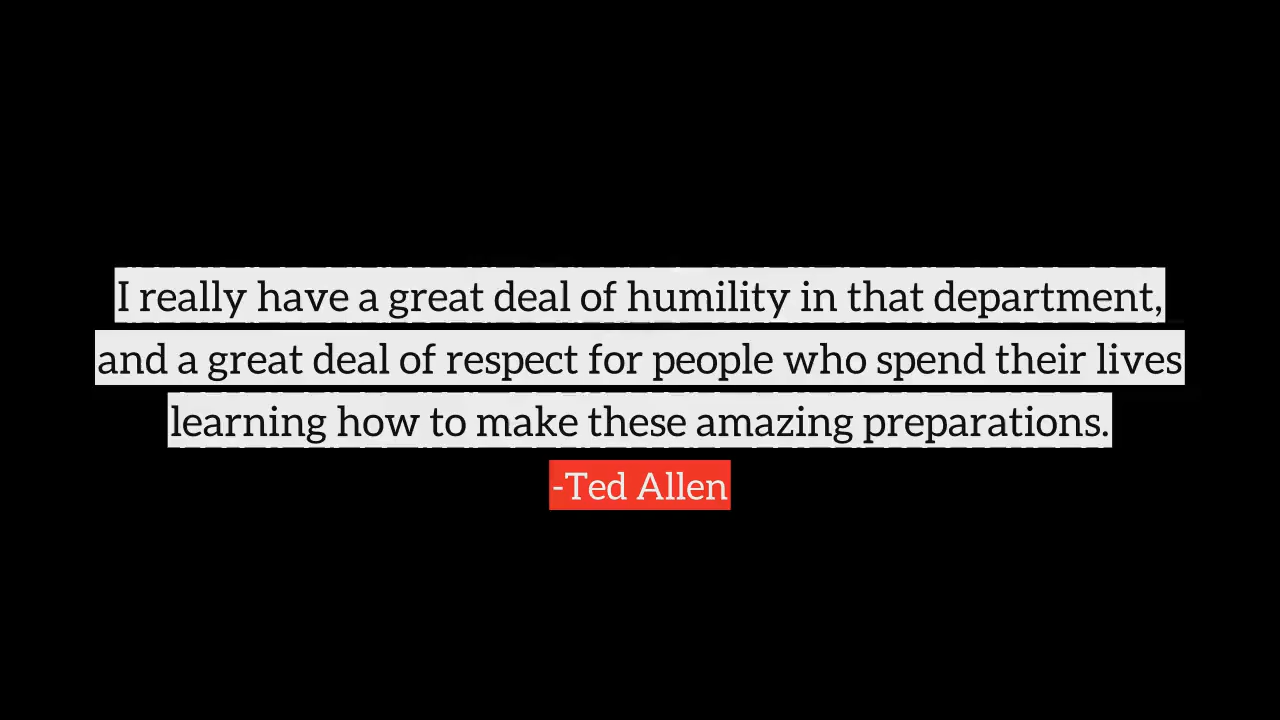 I really have a great deal of humility in that department,
and a great deal of respect for people who spend their lives
learning how to make these amazing preparations.
-Ted Allen